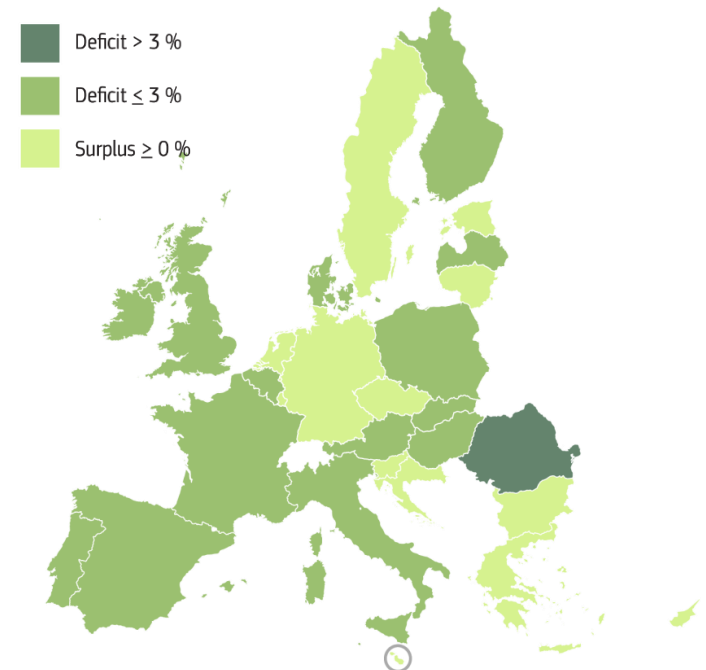 Deficit > 3 %
Deficit ≤ 3 %
Surplus ≥ 0 %